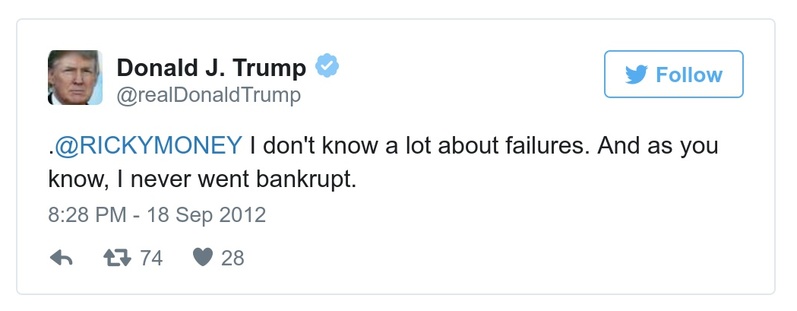 Donald J. Trump
@realDonaldTrump
Follow
.@RICKYMONEY I don't know a lot about failures. And as you
know, I never went bankrupt.
8:28 PM - 18 Sep 2012
74 28